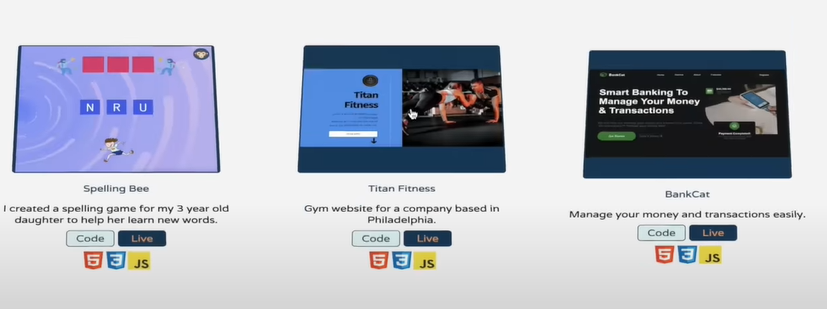 N R U
Spelling Bee
I created a spelling game for my 3 year old
daughter to help her learn new words.
Code
Live
5 3 JS
Titan
Fitness
Titan Fitness
Gym website for a company based in
Philadelphia.
Code
Live
5 3 JS
BankCat
Smart Banking To
Manage Your Money
& Transactions
BankCat
Manage your money and transactions easily.
Code
Live
5 3 JS